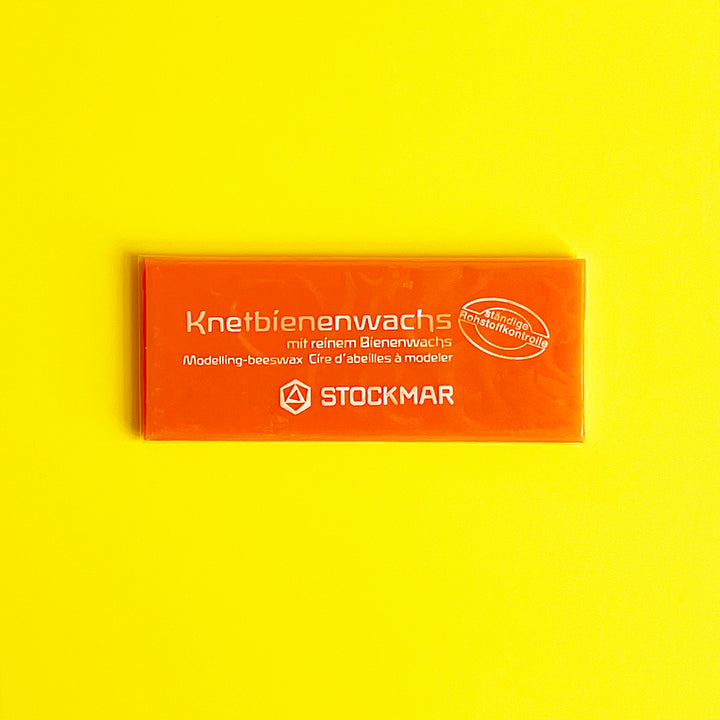 Knetbienenwachs
mit reinem Bienenwachs
Modelling-beeswax Cire d'abeilles à modeler
STOCKMAR
ständige
Rohstoffkontrolle